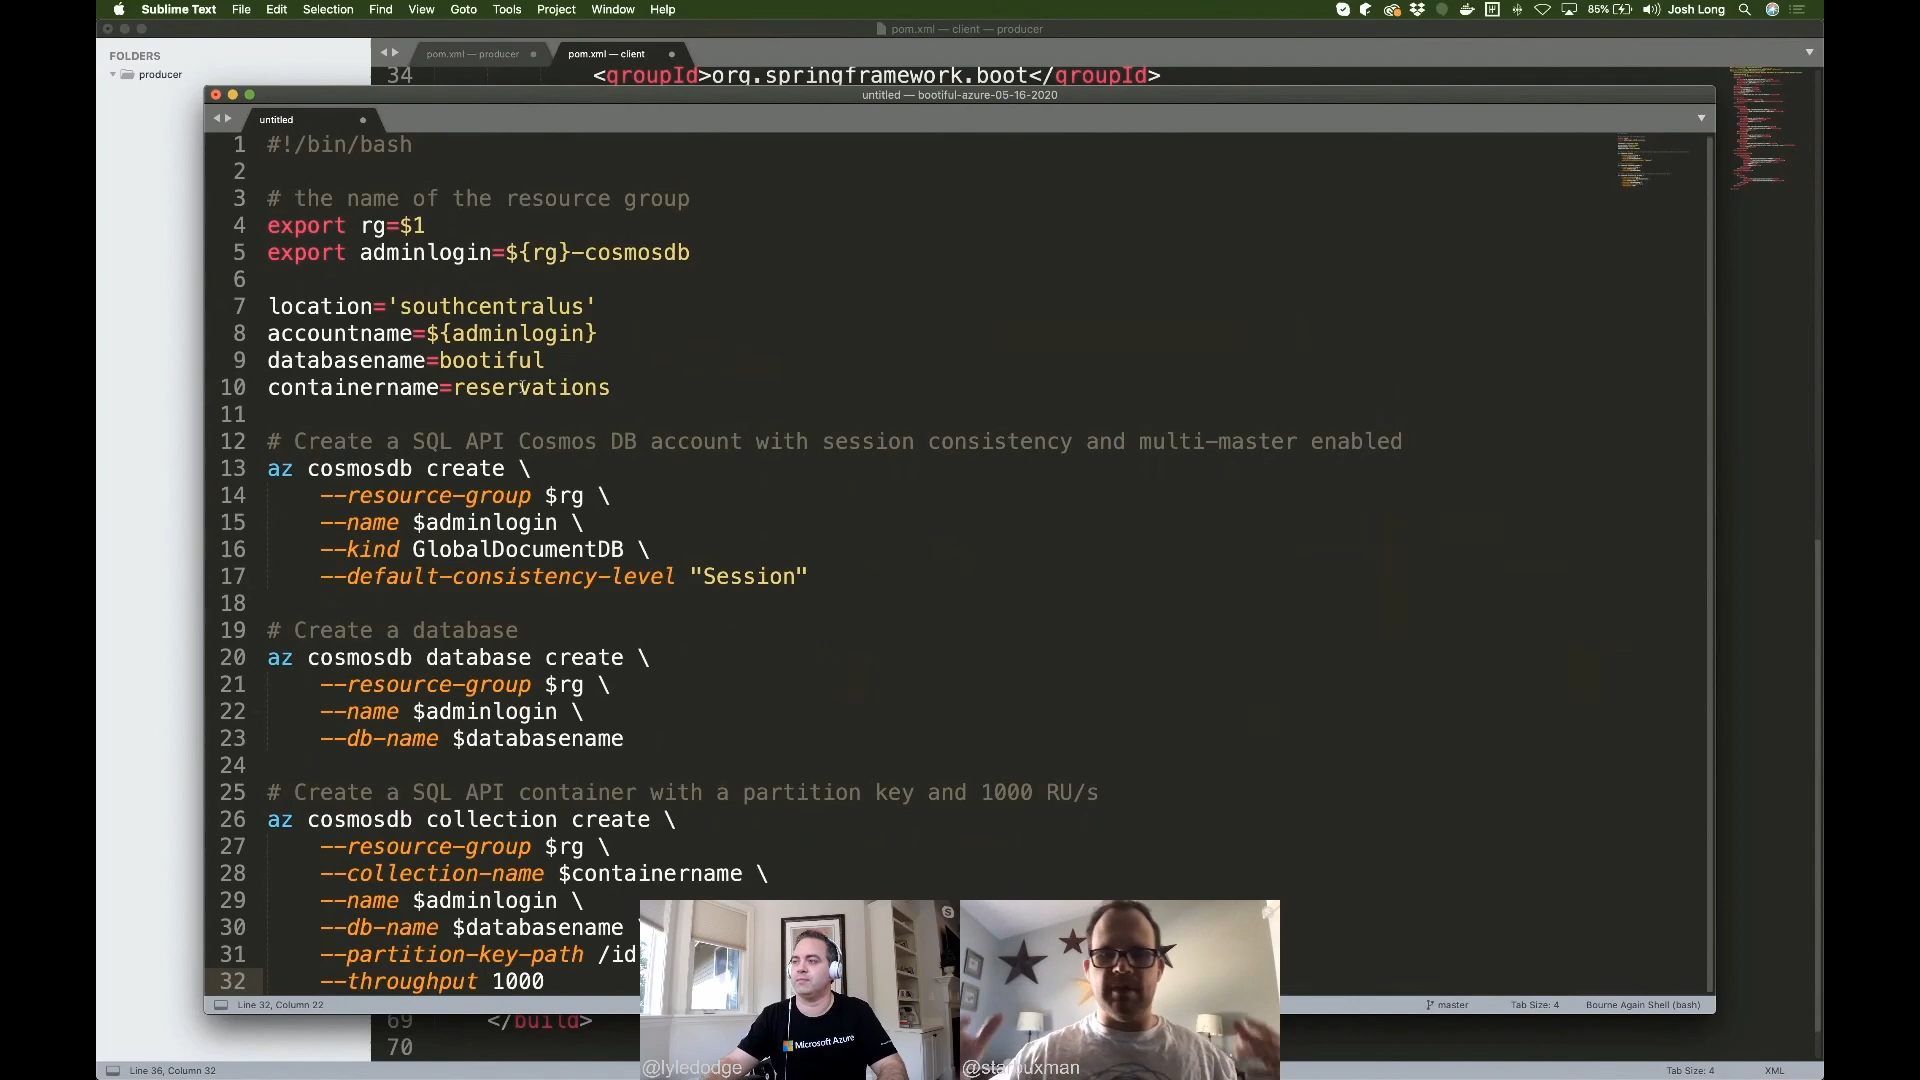 Sublime Text File Edit Selection Find View Goto Tools Project Window Help 85% Josh Long
pom.xml — client — producer
FOLDERS
producer
pom.xml — producer
pom.xml — client
34 <groupId>org.springframework.boot</groupId>
untitled — bootiful-azure-05-16-2020
untitled
1 #!/bin/bash
2
3 # the name of the resource group
4 export rg=$1
5 export adminlogin=${rg}-cosmosdb
6
7 location='southcentralus'
8 accountname=${adminlogin}
9 databasename=bootiful
10 containername=reservations
11
12 # Create a SQL API Cosmos DB account with session consistency and multi-master enabled
13 az cosmosdb create \
14 --resource-group $rg \
15 --name $adminlogin \
16 --kind GlobalDocumentDB \
17 --default-consistency-level "Session"
18
19 # Create a database
20 az cosmosdb database create \
21 --resource-group $rg \
22 --name $adminlogin \
23 --db-name $databasename
24
25 # Create a SQL API container with a partition key and 1000 RU/s
26 az cosmosdb collection create \
27 --resource-group $rg \
28 --collection-name $containername \
29 --name $adminlogin \
30 --db-name $databasename \
31 --partition-key-path /id
32 --throughput 1000
Line 32, Column 22
master
Tab Size: 4
Bourne Again Shell (bash)
69 </build>
70
Microsoft Azure
@lyledodge
@starbuxman
Line 36, Column 32
Tab Size: 4
XML